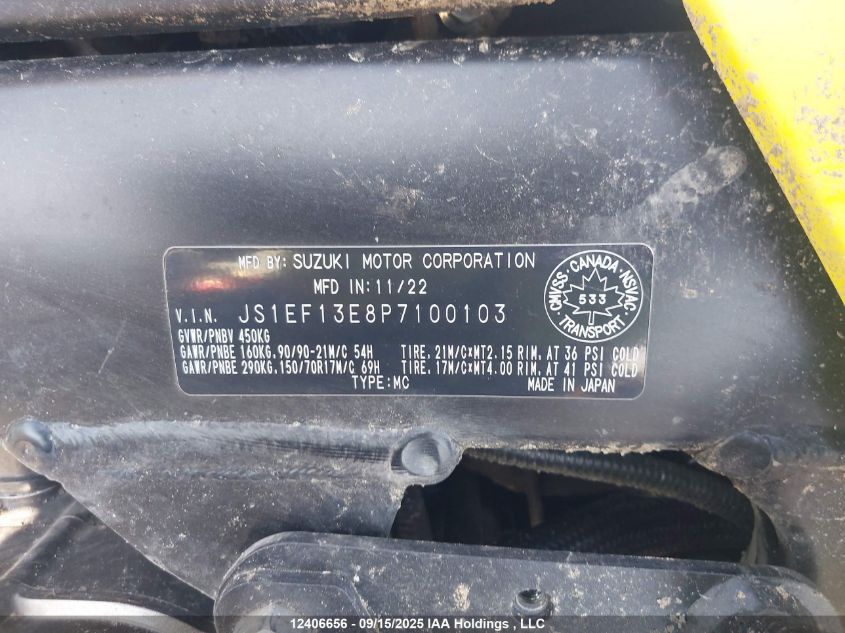 MFD BY: SUZUKI MOTOR CORPORATION
MFD IN: 11/22
V.I.N. JS1EF13E8P7100103
GVWR/PNBV 450KG
GAWR/PNBE 160KG. 90/90-21M/C 54H TIRE. 21M/C×MT2.15 RIM. AT 36 PSI COLD
GAWR/PNBE 290KG. 150/70R17M/C 69H TIRE. 17M/C×MT4.00 RIM. AT 41 PSI COLD
TYPE: MC MADE IN JAPAN
CMVSS · CANADA · NSVAC
533
TRANSPORT
12406656 - 09/15/2025 IAA Holdings , LLC